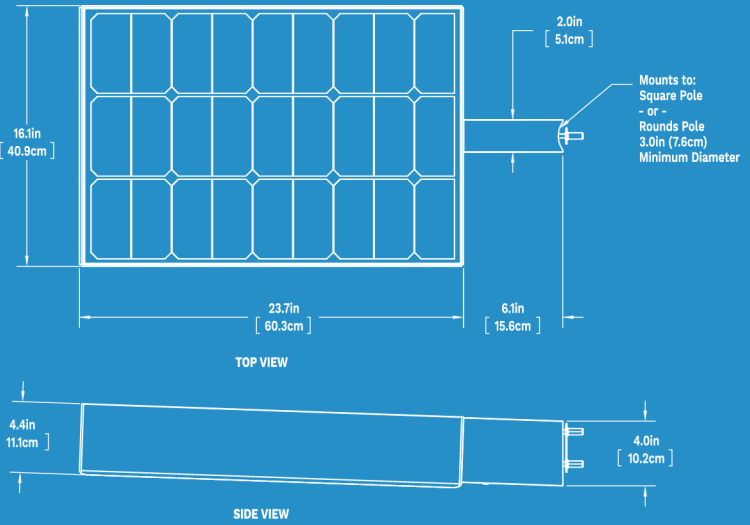 2.0in
[ 5.1cm ]
Mounts to:
Square Pole
- or -
Rounds Pole
3.0in (7.6cm)
Minimum Diameter
16.1in
[ 40.9cm ]
23.7in
[ 60.3cm ]
6.1in
[ 15.6cm ]
TOP VIEW
4.4in
11.1cm ]
4.0in
[ 10.2cm ]
SIDE VIEW